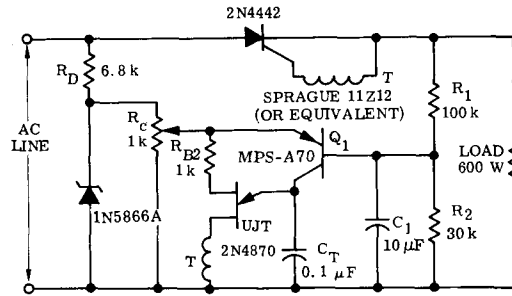 2N4442
R_D 6.8 k
T
SPRAGUE 11Z12
(OR EQUIVALENT)
R_1
100 k
AC
LINE
R_C
1 k
R_B2
1 k
MPS-A70
Q_1
LOAD
600 W
1N5866A
UJT
2N4870
T
C_T
0.1 μF
C_1
10 μF
R_2
30 k